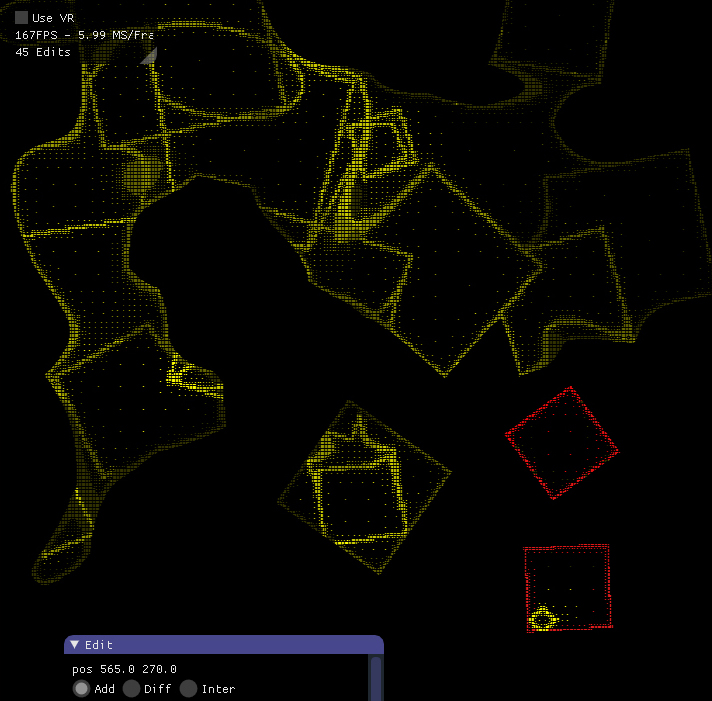 Use VR
167FPS - 5.99 MS/Fra
45 Edits
Edit
pos 565.0 270.0
Add Diff Inter